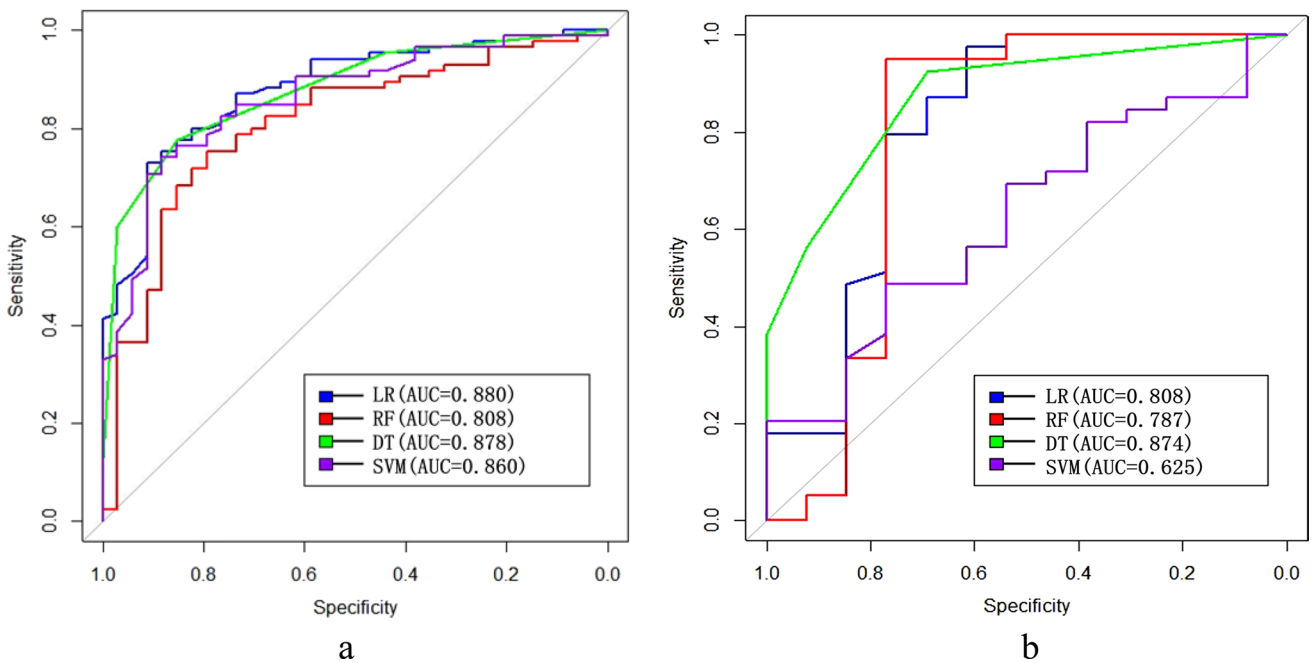 1.0
0.8
0.6
0.4
0.2
0.0
Sensitivity
LR(AUC=0.880)
RF(AUC=0.808)
DT(AUC=0.878)
SVM(AUC=0.860)
1.0 0.8 0.6 0.4 0.2 0.0
Specificity
a
1.0
0.8
0.6
0.4
0.2
0.0
Sensitivity
LR(AUC=0.808)
RF(AUC=0.787)
DT(AUC=0.874)
SVM(AUC=0.625)
1.0 0.8 0.6 0.4 0.2 0.0
Specificity
b